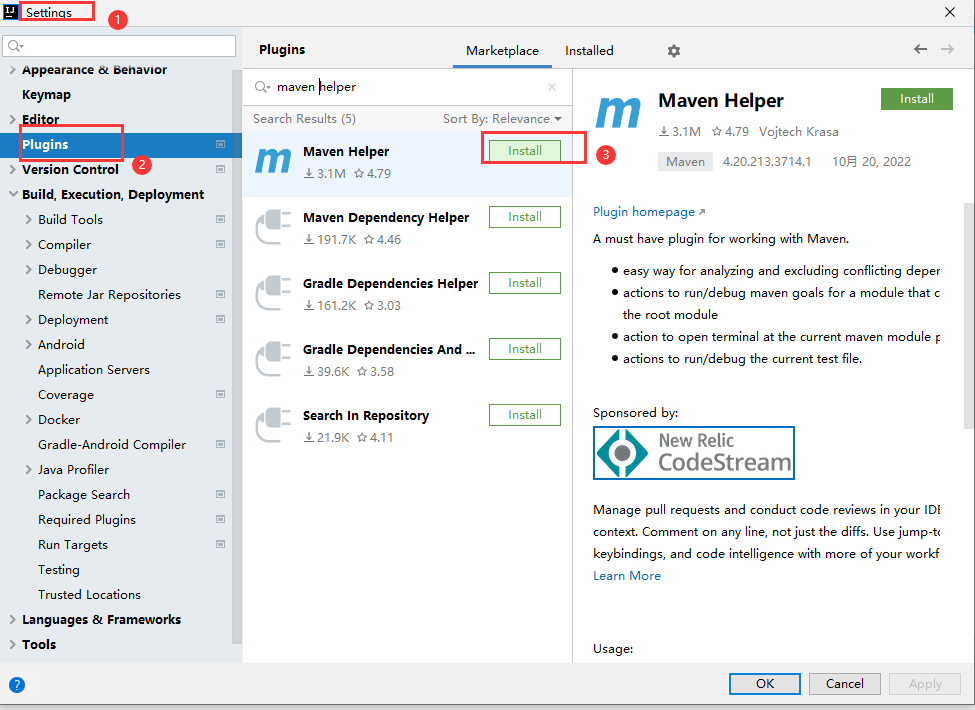 IJ
Settings
1
Plugins
Marketplace
Installed
Appearance & Behavior
Keymap
Editor
Plugins
2
Version Control
Build, Execution, Deployment
Build Tools
Compiler
Debugger
Remote Jar Repositories
Deployment
Android
Application Servers
Coverage
Docker
Gradle-Android Compiler
Java Profiler
Package Search
Required Plugins
Run Targets
Testing
Trusted Locations
Languages & Frameworks
Tools
maven helper
Search Results (5)
Sort By: Relevance
Maven Helper
3.1M 4.79
Install
3
Maven Dependency Helper
191.7K 4.46
Install
Gradle Dependencies Helper
161.2K 3.03
Install
Gradle Dependencies And ...
39.6K 3.58
Install
Search In Repository
21.9K 4.11
Install
Maven Helper
Install
3.1M 4.79 Vojtech Krasa
Maven 4.20.213.3714.1 10月 20, 2022
Plugin homepage
A must have plugin for working with Maven.
easy way for analyzing and excluding conflicting
actions to run/debug maven goals for a module that
the root module
action to open terminal at the current maven module
actions to run/debug the current test file.
Sponsored by:
New Relic
CodeStream
Manage pull requests and conduct code reviews in your IDE
context. Comment on any line, not just the diffs. Use
keybindings, and code intelligence with more of your
Learn More
Usage:
?
OK
Cancel
Apply